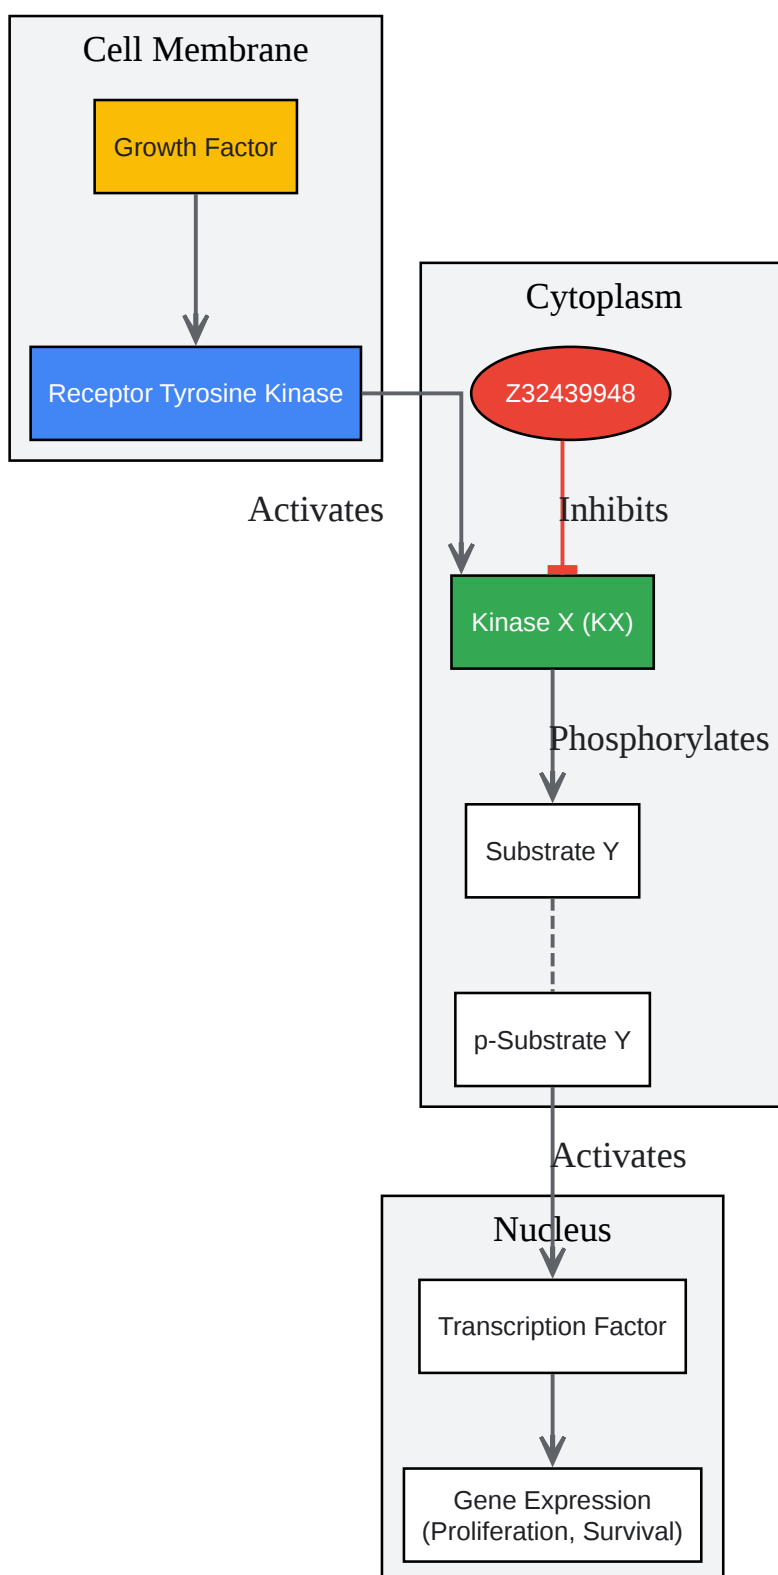 Cell Membrane
Growth Factor
Receptor Tyrosine Kinase
Activates
Cytoplasm
Z32439948
Inhibits
Kinase X (KX)
Phosphorylates
Substrate Y
p-Substrate Y
Activates
Nucleus
Transcription Factor
Gene Expression
(Proliferation, Survival)